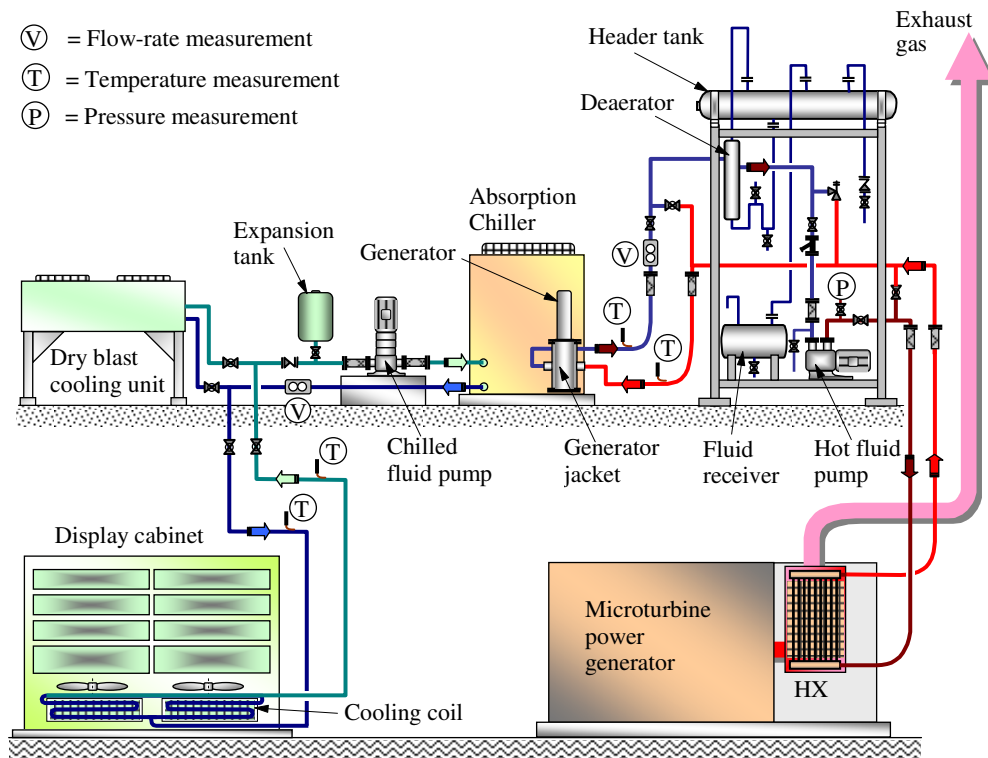 V = Flow-rate measurement
T = Temperature measurement
P = Pressure measurement
Exhaust
gas
Header tank
Deaerator
Absorption
Chiller
Expansion
tank
Generator
V
P
T
T
Dry blast
cooling unit
V
Chilled
fluid pump
Generator
jacket
Fluid
receiver
Hot fluid
pump
T
T
Display cabinet
Microturbine
power
generator
HX
Cooling coil